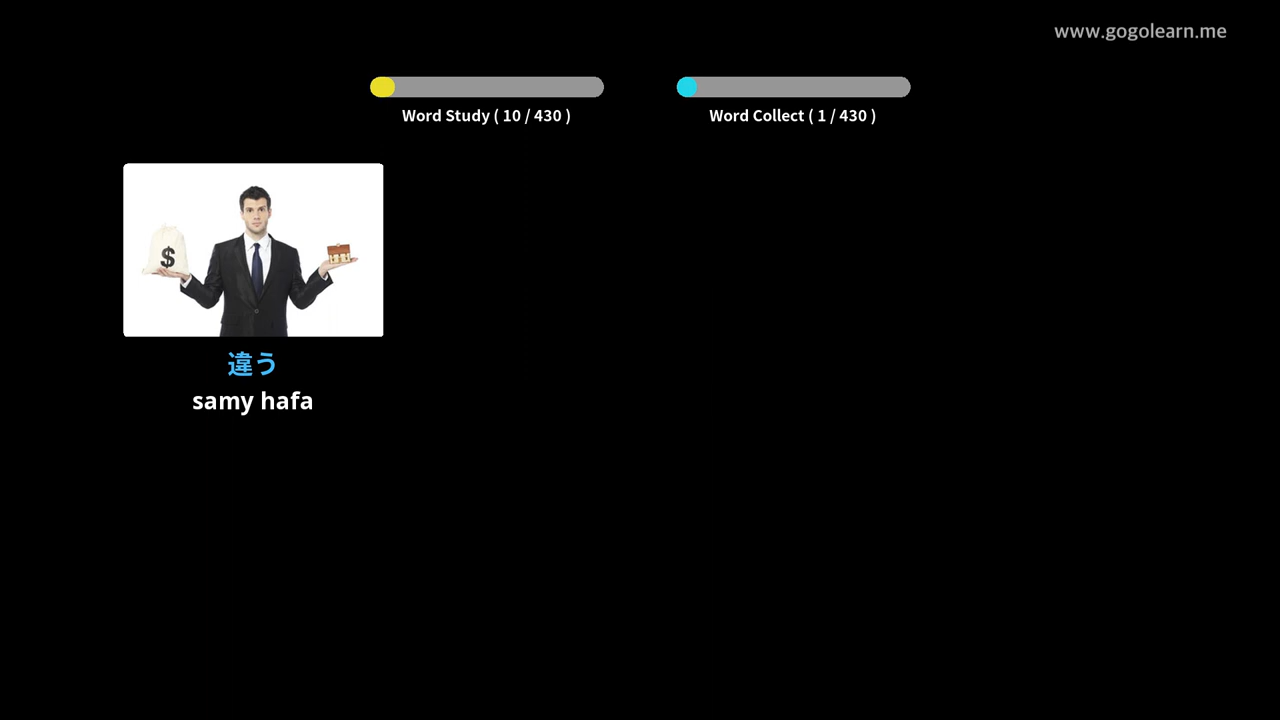 www.gogolearn.me
Word Study ( 10 / 430 )
Word Collect ( 1 / 430 )
$
違う
samy hafa